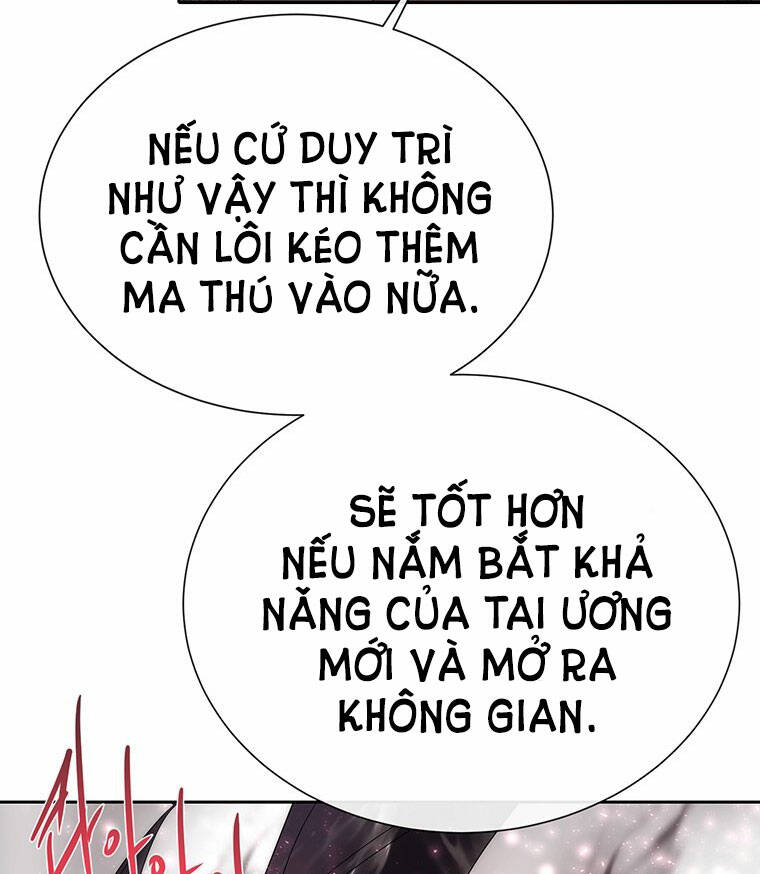 NẾU CỨ DUY TRÌ
NHƯ VẬY THÌ KHÔNG
CẦN LÔI KÉO THÊM
MA THÚ VÀO NỮA.
SẼ TỐT HƠN
NẾU NẮM BẮT KHẢ
NĂNG CỦA TAI ƯƠNG
MỚI VÀ MỞ RA
KHÔNG GIAN.